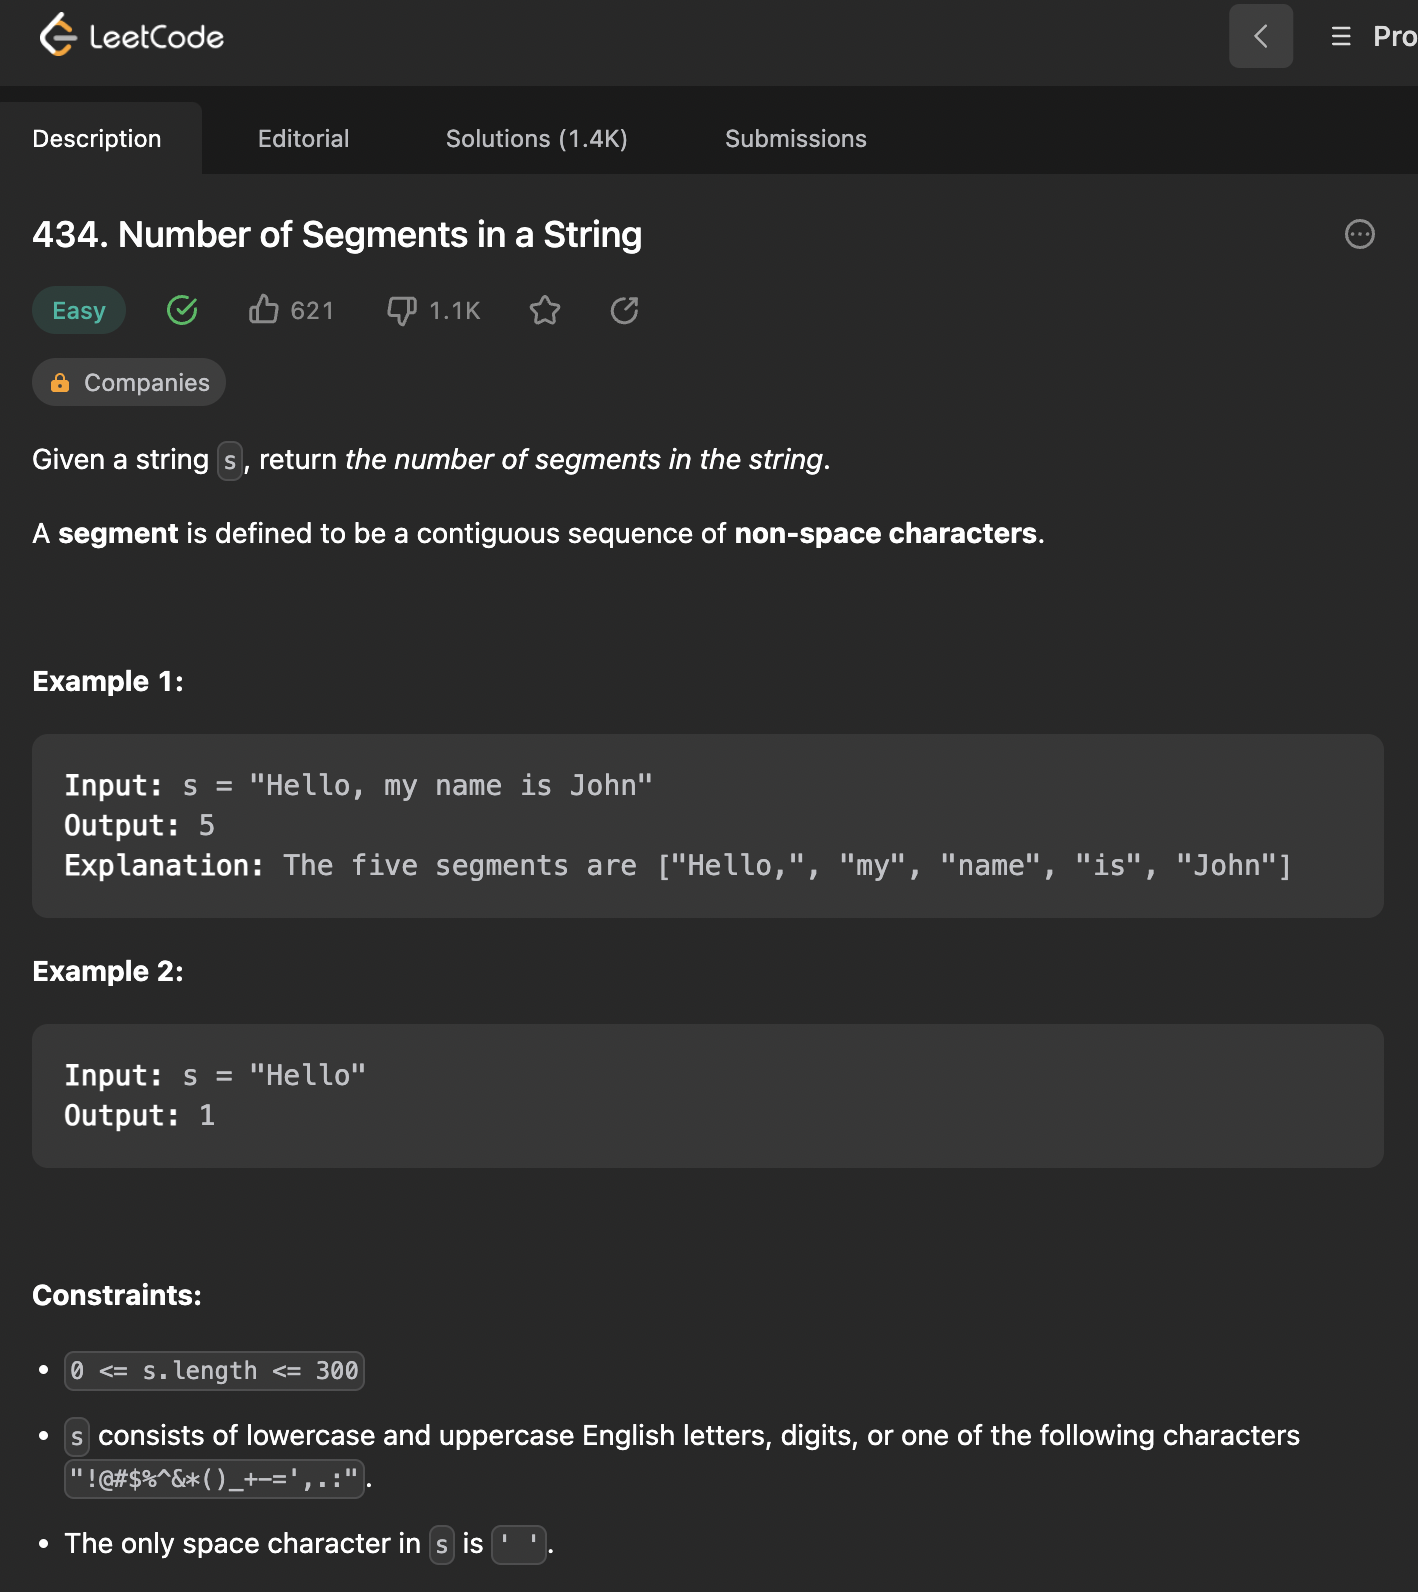 LeetCode
Pro
Description Editorial Solutions (1.4K) Submissions
434. Number of Segments in a String
Easy 621 1.1K
Companies
Given a string s, return the number of segments in the string.
A segment is defined to be a contiguous sequence of non-space characters.
Example 1:
Input: s = "Hello, my name is John"
Output: 5
Explanation: The five segments are ["Hello,", "my", "name", "is", "John"]
Example 2:
Input: s = "Hello"
Output: 1
Constraints:
• 0 <= s.length <= 300
• s consists of lowercase and uppercase English letters, digits, or one of the following characters
"!@#$%^&*()_+-=',.:".
• The only space character in s is ' '.